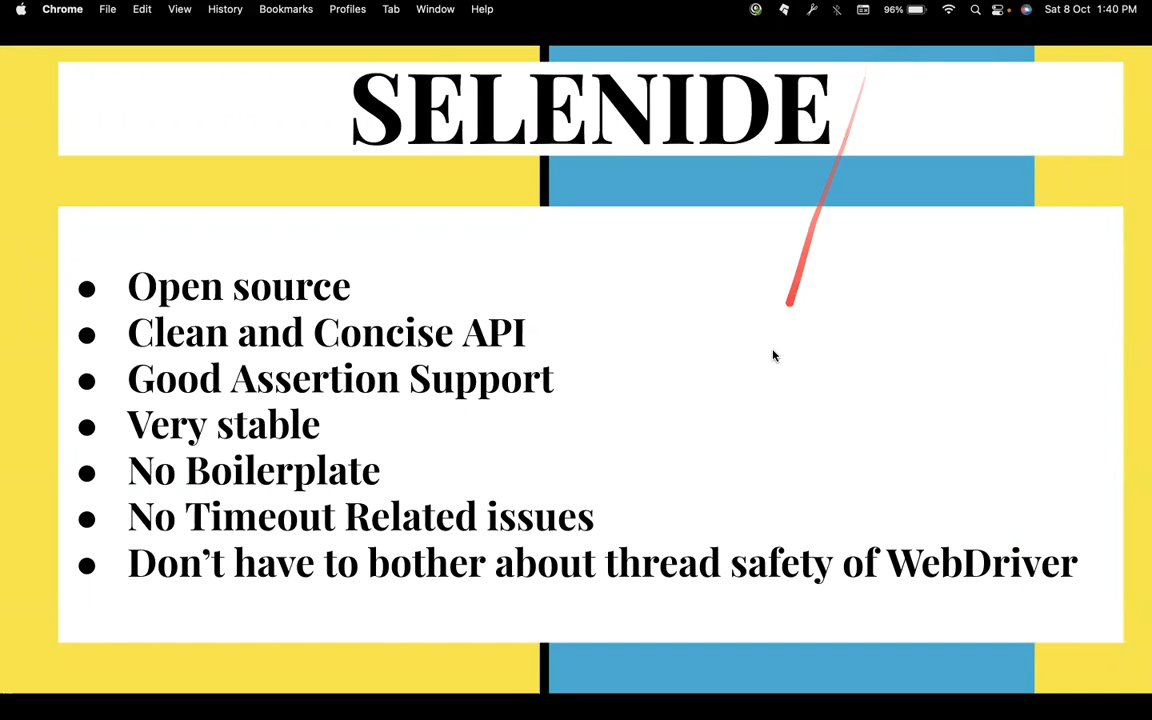 Chrome File Edit View History Bookmarks Profiles Tab Window Help 96% Sat 8 Oct 1:40 PM
SELENIDE
● Open source
● Clean and Concise API
● Good Assertion Support
● Very stable
● No Boilerplate
● No Timeout Related issues
● Don’t have to bother about thread safety of WebDriver